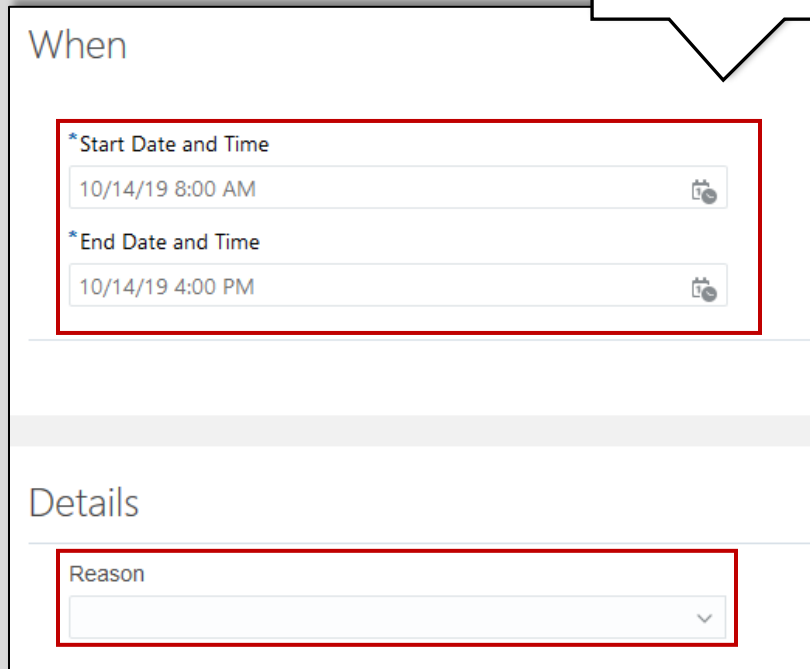 When
*Start Date and Time
10/14/19 8:00 AM
*End Date and Time
10/14/19 4:00 PM
Details
Reason